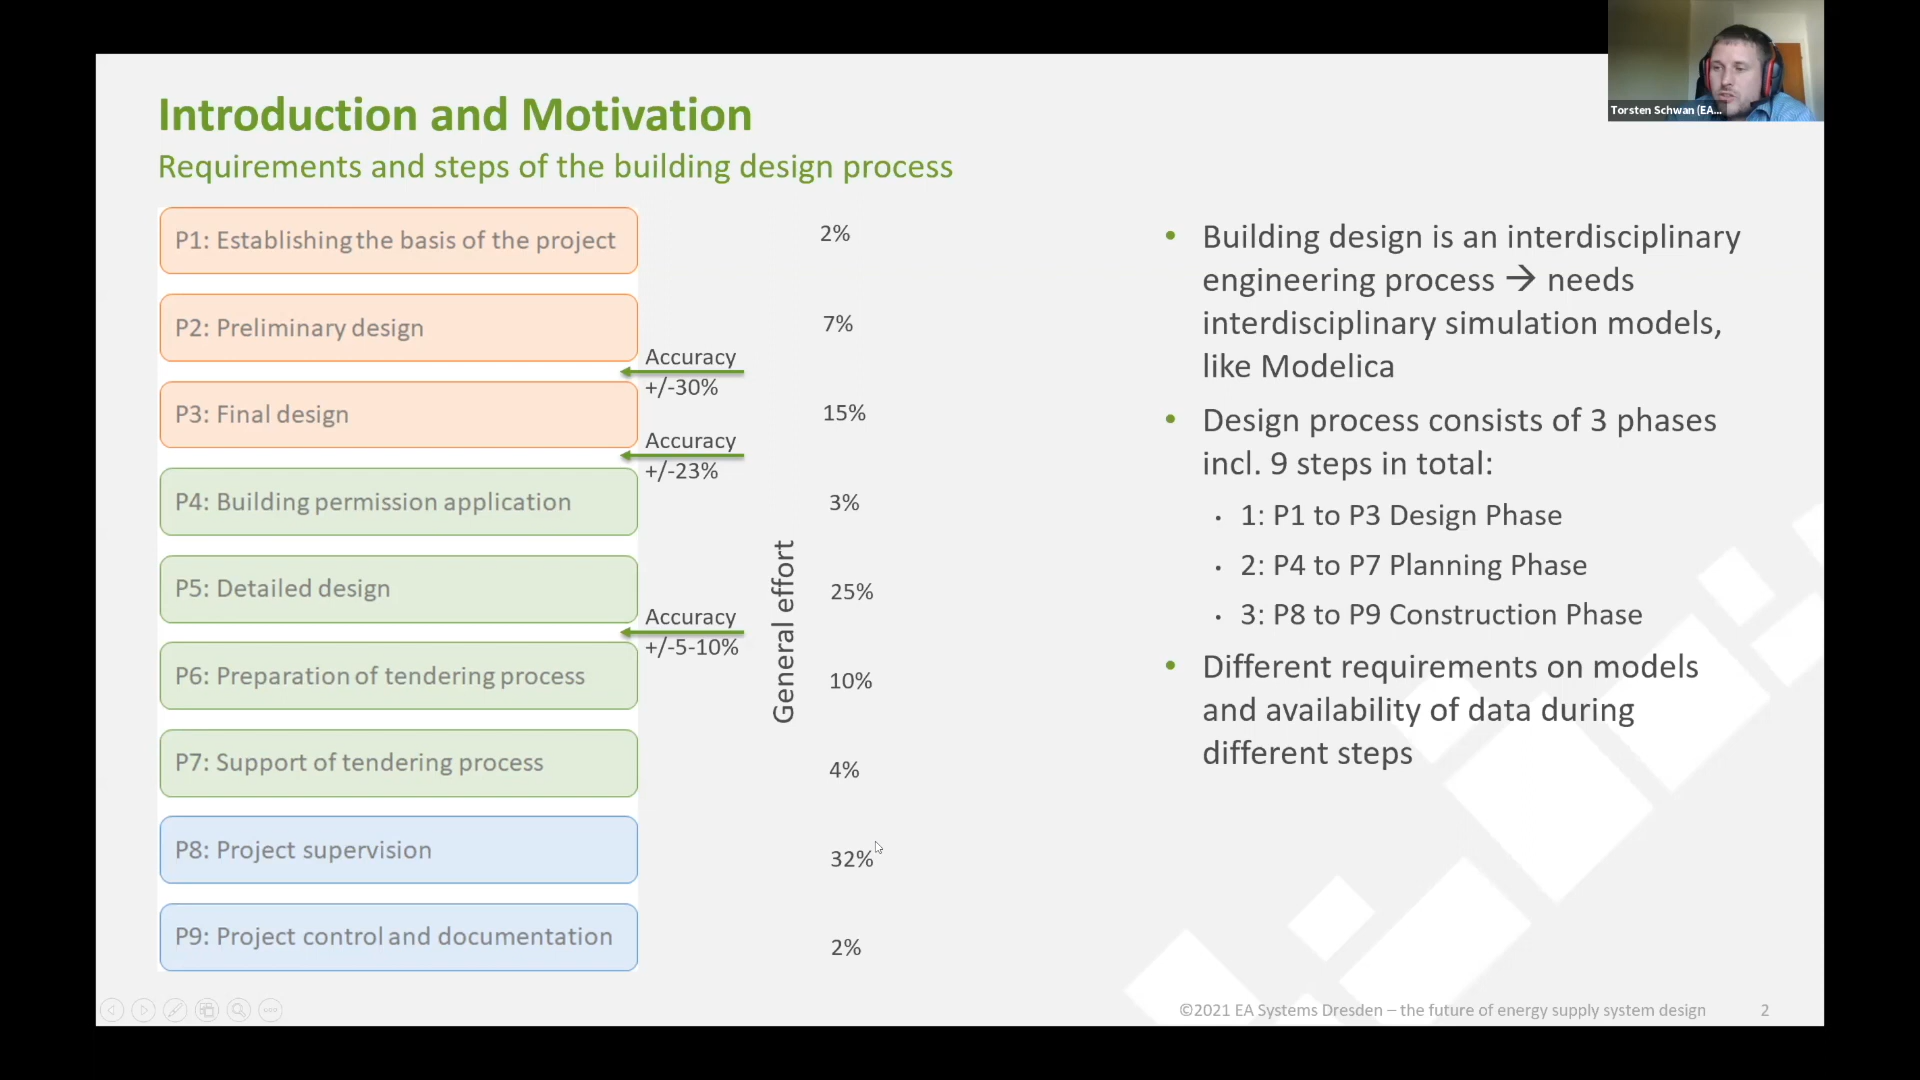 Torsten Schwan (EA...
Introduction and Motivation
Requirements and steps of the building design process
P1: Establishing the basis of the project
2%
P2: Preliminary design
7%
Accuracy
+/-30%
P3: Final design
15%
Accuracy
+/-23%
P4: Building permission application
3%
P5: Detailed design
25%
Accuracy
+/-5-10%
P6: Preparation of tendering process
10%
P7: Support of tendering process
4%
P8: Project supervision
32%
P9: Project control and documentation
2%
General effort
• Building design is an interdisciplinary
engineering process → needs
interdisciplinary simulation models,
like Modelica
• Design process consists of 3 phases
incl. 9 steps in total:
• 1: P1 to P3 Design Phase
• 2: P4 to P7 Planning Phase
• 3: P8 to P9 Construction Phase
• Different requirements on models
and availability of data during
different steps
©2021 EA Systems Dresden – the future of energy supply system design
2